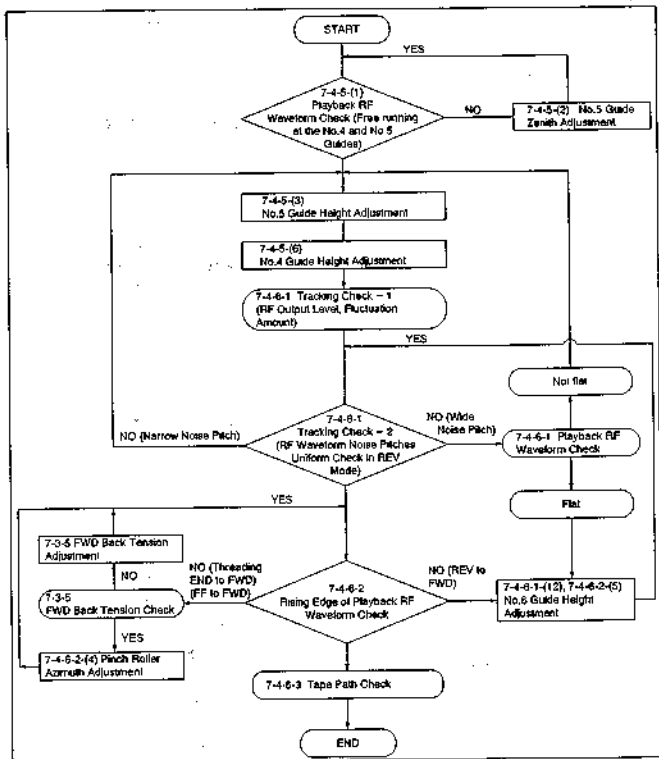 START
YES
7-4-5-(1)
Playback RF
Waveform Check (Free running
at the No.4 and No 5
Guides)
NO
7-4-5-(2) No.5 Guide
Zenith Adjustment
7-4-5-(3)
No.5 Guide Height Adjustment
7-4-5-(6)
No.4 Guide Height Adjustment
7-4-6-1 Tracking Check - 1
(RF Output Level, Fluctuation
Amount)
YES
Not flat
NO (Narrow Noise Pitch)
7-4-6-1
Tracking Check - 2
(RF Waveform Noise Pitches
Uniform Check in REV
Mode)
NO (Wide
Noise Pitch)
7-4-6-1 Playback RF
Waveform Check
YES
Flat
7-3-5 FWD Back Tension
Adjustment
NO
7-3-5
FWD Back Tension Check
YES
7-4-6-2-(4) Pinch Roller
Azimuth Adjustment
NO (Threading
END to FWD)
(FF to FWD)
7-4-6-2
Rising Edge of Playback RF
Waveform Check
NO (REV to
FWD)
7-4-6-1-(12), 7-4-6-2-(5)
No.6 Guide Height
Adjustment
7-4-6-3 Tape Path Check
END